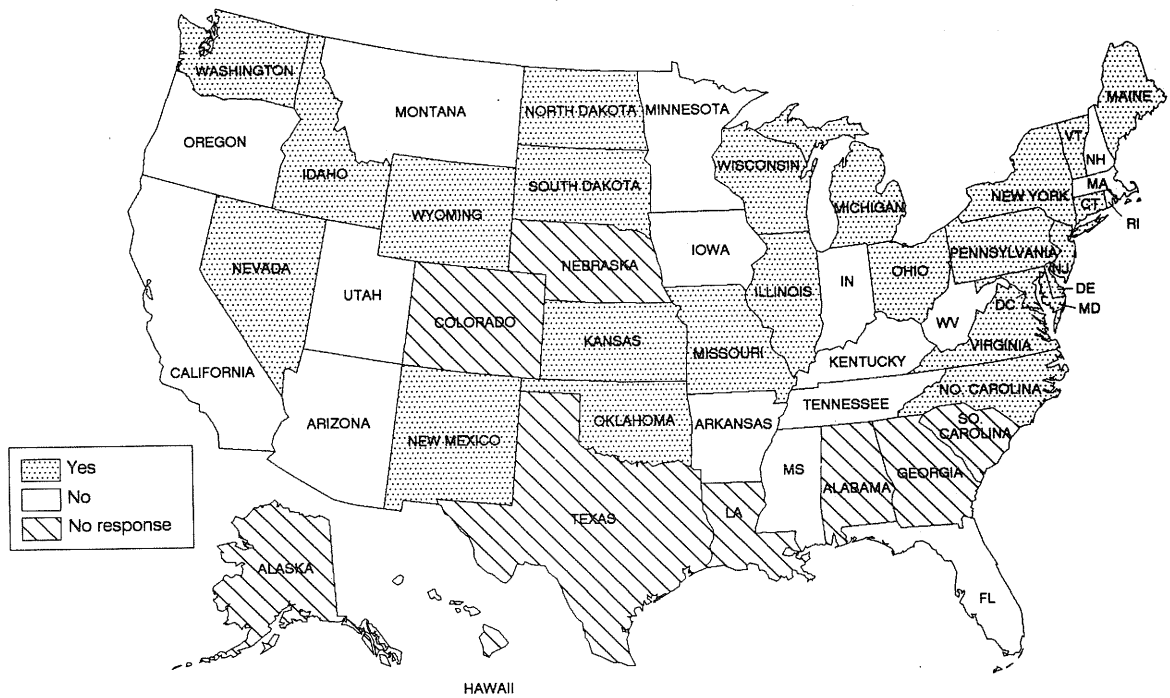 WASHINGTON
MONTANA
NORTH DAKOTA
MINNESOTA
MAINE
OREGON
IDAHO
VT
NH
WISCONSIN
SOUTH DAKOTA
MA
NEW YORK
CT
WYOMING
MICHIGAN
RI
IOWA
PENNSYLVANIA
NEVADA
NEBRASKA
OHIO
NJ
UTAH
ILLINOIS
IN
DE
DC
MD
COLORADO
WV
KANSAS
MISSOURI
VIRGINIA
KENTUCKY
CALIFORNIA
NO. CAROLINA
TENNESSEE
ARIZONA
OKLAHOMA
ARKANSAS
SO.
CAROLINA
NEW MEXICO
MS
GEORGIA
ALABAMA
TEXAS
LA
Yes
No
No response
ALASKA
FL
HAWAII